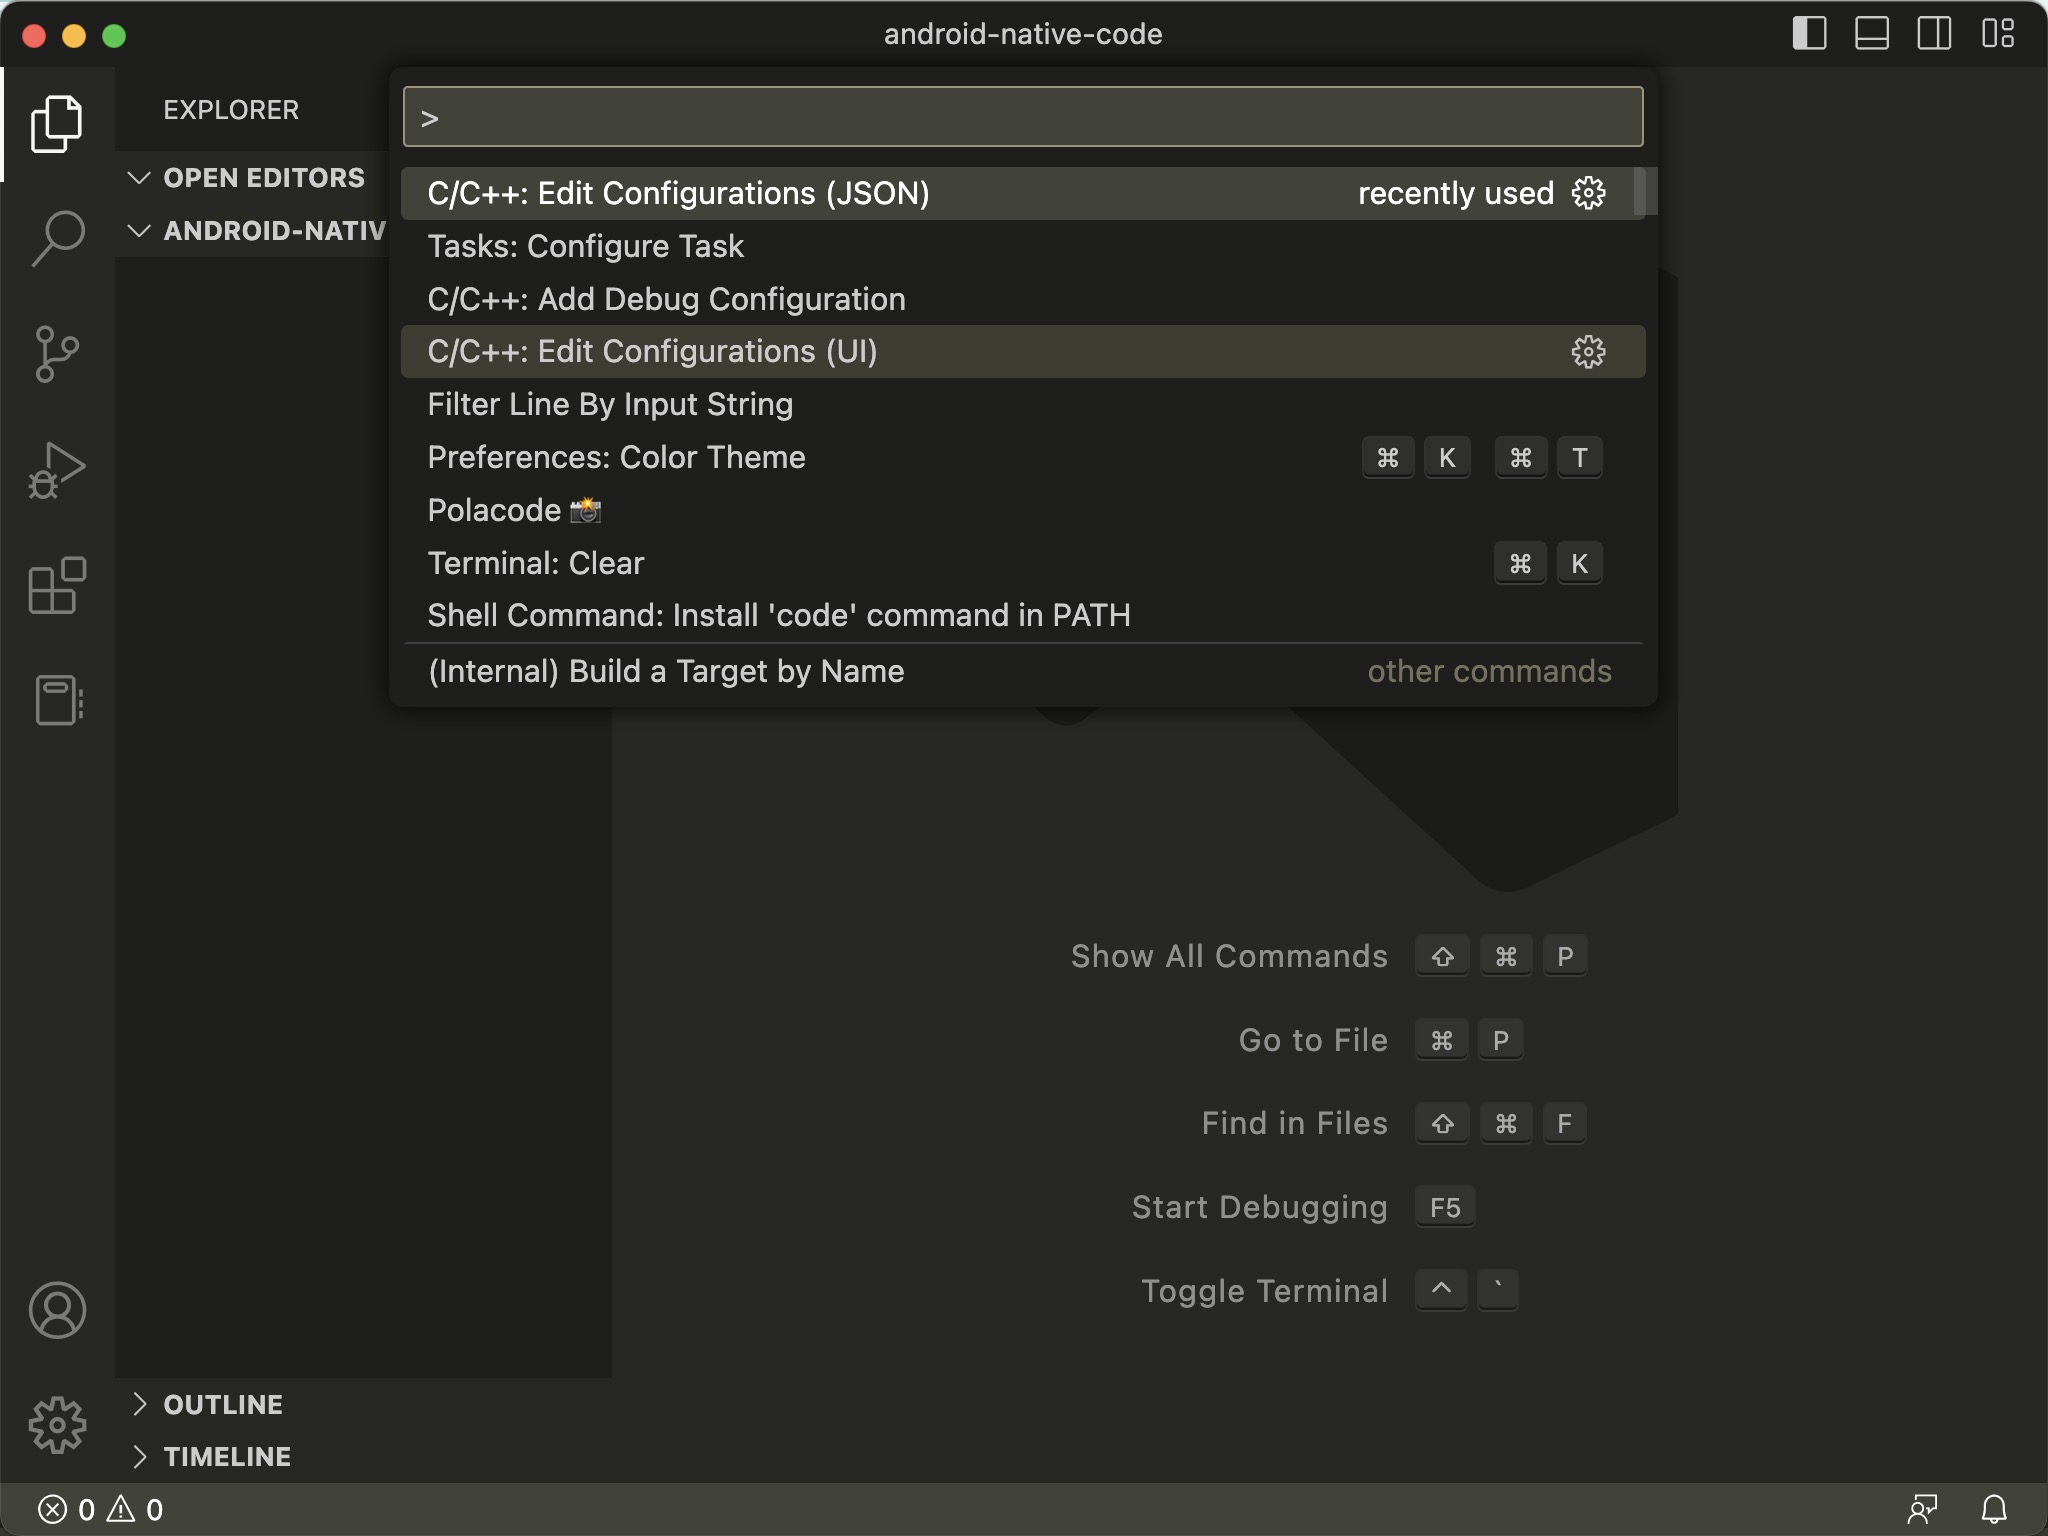 android-native-code
EXPLORER
OPEN EDITORS
ANDROID-NATIV
>
C/C++: Edit Configurations (JSON) recently used
Tasks: Configure Task
C/C++: Add Debug Configuration
C/C++: Edit Configurations (UI)
Filter Line By Input String
Preferences: Color Theme ⌘ K ⌘ T
Polacode 📸
Terminal: Clear ⌘ K
Shell Command: Install 'code' command in PATH
(Internal) Build a Target by Name other commands
Show All Commands ⇧ ⌘ P
Go to File ⌘ P
Find in Files ⇧ ⌘ F
Start Debugging F5
Toggle Terminal ^ `
OUTLINE
TIMELINE
0 0